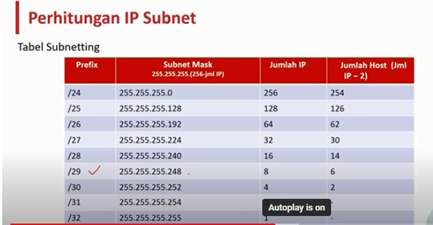 Perhitungan IP Subnet
Tabel Subnetting
Prefix Subnet Mask Jumlah IP Jumlah Host (Jml
255.255.255.(256-jml IP) IP – 2)
/24 255.255.255.0 256 254
/25 255.255.255.128 128 126
/26 255.255.255.192 64 62
/27 255.255.255.224 32 30
/28 255.255.255.240 16 14
/29 255.255.255.248 8 6
/30 255.255.255.252 4 2
/31 255.255.255.254 -
Autoplay is on
/32 255.255.255.255 1 -